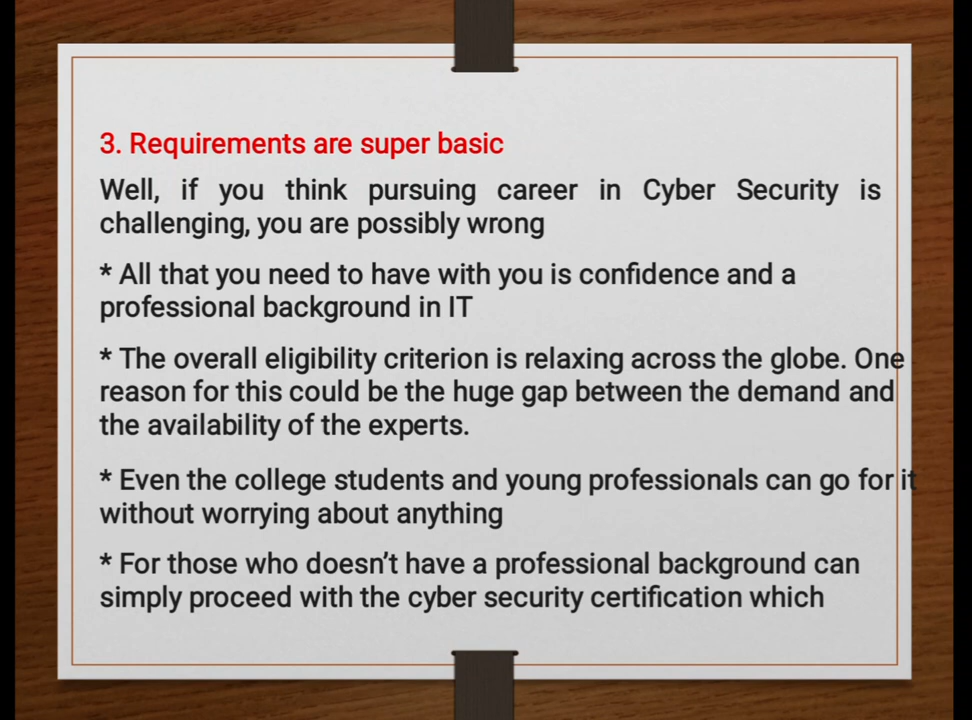 3. Requirements are super basic
Well, if you think pursuing career in Cyber Security is
challenging, you are possibly wrong
* All that you need to have with you is confidence and a
professional background in IT
* The overall eligibility criterion is relaxing across the globe. One
reason for this could be the huge gap between the demand and
the availability of the experts.
* Even the college students and young professionals can go for it
without worrying about anything
* For those who doesn’t have a professional background can
simply proceed with the cyber security certification which